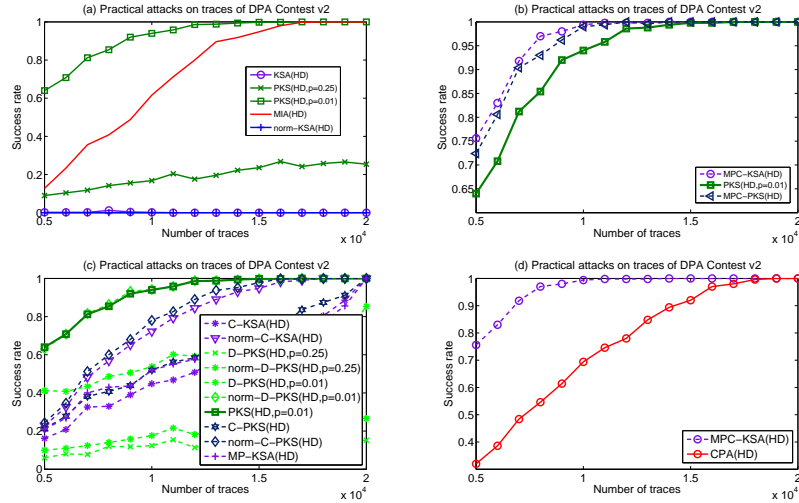 (a) Practical attacks on traces of DPA Contest v2
Success rate
1
0.8
0.6
0.4
0.2
0
KSA(HD)
PKS(HD,p=0.25)
PKS(HD,p=0.01)
MIA(HD)
norm-KSA(HD)
0.5 1 1.5 2
Number of traces
x 10^4
(b) Practical attacks on traces of DPA Contest v2
Success rate
1
0.95
0.9
0.85
0.8
0.75
0.7
0.65
MPC-KSA(HD)
PKS(HD,p=0.01)
MPC-PKS(HD)
0.5 1 1.5 2
Number of traces
x 10^4
(c) Practical attacks on traces of DPA Contest v2
Success rate
1
0.8
0.6
0.4
0.2
0
C-KSA(HD)
norm-C-KSA(HD)
D-PKS(HD,p=0.25)
norm-D-PKS(HD,p=0.25)
D-PKS(HD,p=0.01)
norm-D-PKS(HD,p=0.01)
PKS(HD,p=0.01)
C-PKS(HD)
norm-C-PKS(HD)
MP-KSA(HD)
0.5 1 1.5 2
Number of traces
x 10^4
(d) Practical attacks on traces of DPA Contest v2
Success rate
1
0.9
0.8
0.7
0.6
0.5
0.4
MPC-KSA(HD)
CPA(HD)
0.5 1 1.5 2
Number of traces
x 10^4